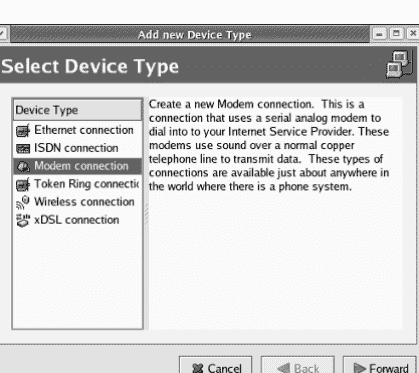 Add new Device Type
Select Device Type
Device Type
Ethernet connection
ISDN connection
Modem connection
Token Ring connectic
Wireless connection
xDSL connection
Create a new Modem connection. This is a
connection that uses a serial analog modem to
dial into to your Internet Service Provider. These
modems use sound over a normal copper
telephone line to transmit data. These types of
connections are available just about anywhere in
the world where there is a phone system.
Cancel
Back
Forward